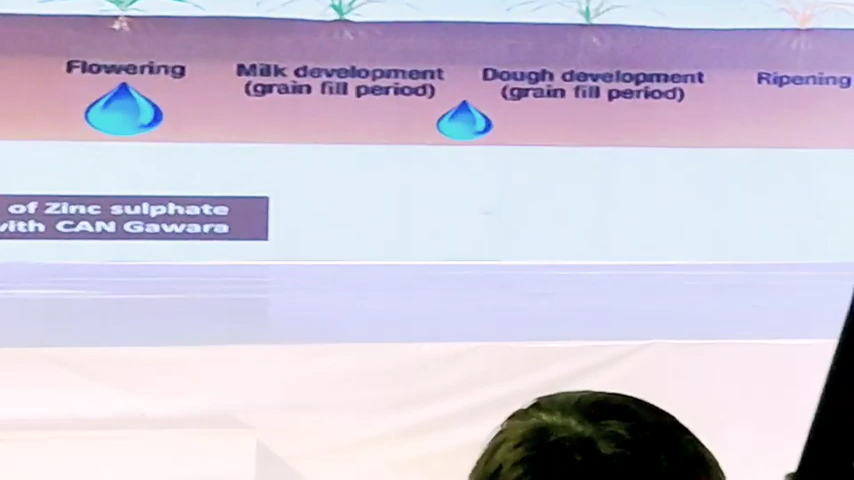 Flowering
Milk development
(grain fill period)
Dough development
(grain fill period)
Ripening
of Zinc sulphate
with CAN Gawara